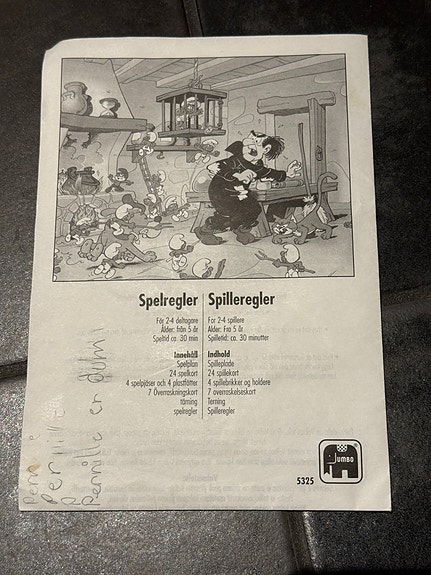 Spelregler
För 2-4 deltagare
Ålder: från 5 år
Speltid ca. 30 min
Innehåll
Spelplan
24 spelkort
4 spelpjäser och 4 plastfötter
7 Överraskningskort
tärning
spelregler
Spilleregler
For 2-4 spillere
Alder: Fra 5 år
Spilletid: ca. 30 minutter
Indhold
Spilleplade
24 spillekort
4 spillebrikker og holdere
7 overraskelseskort
Terning
Spilleregler
JUMBO
5325
Pernille
Pernille er dum